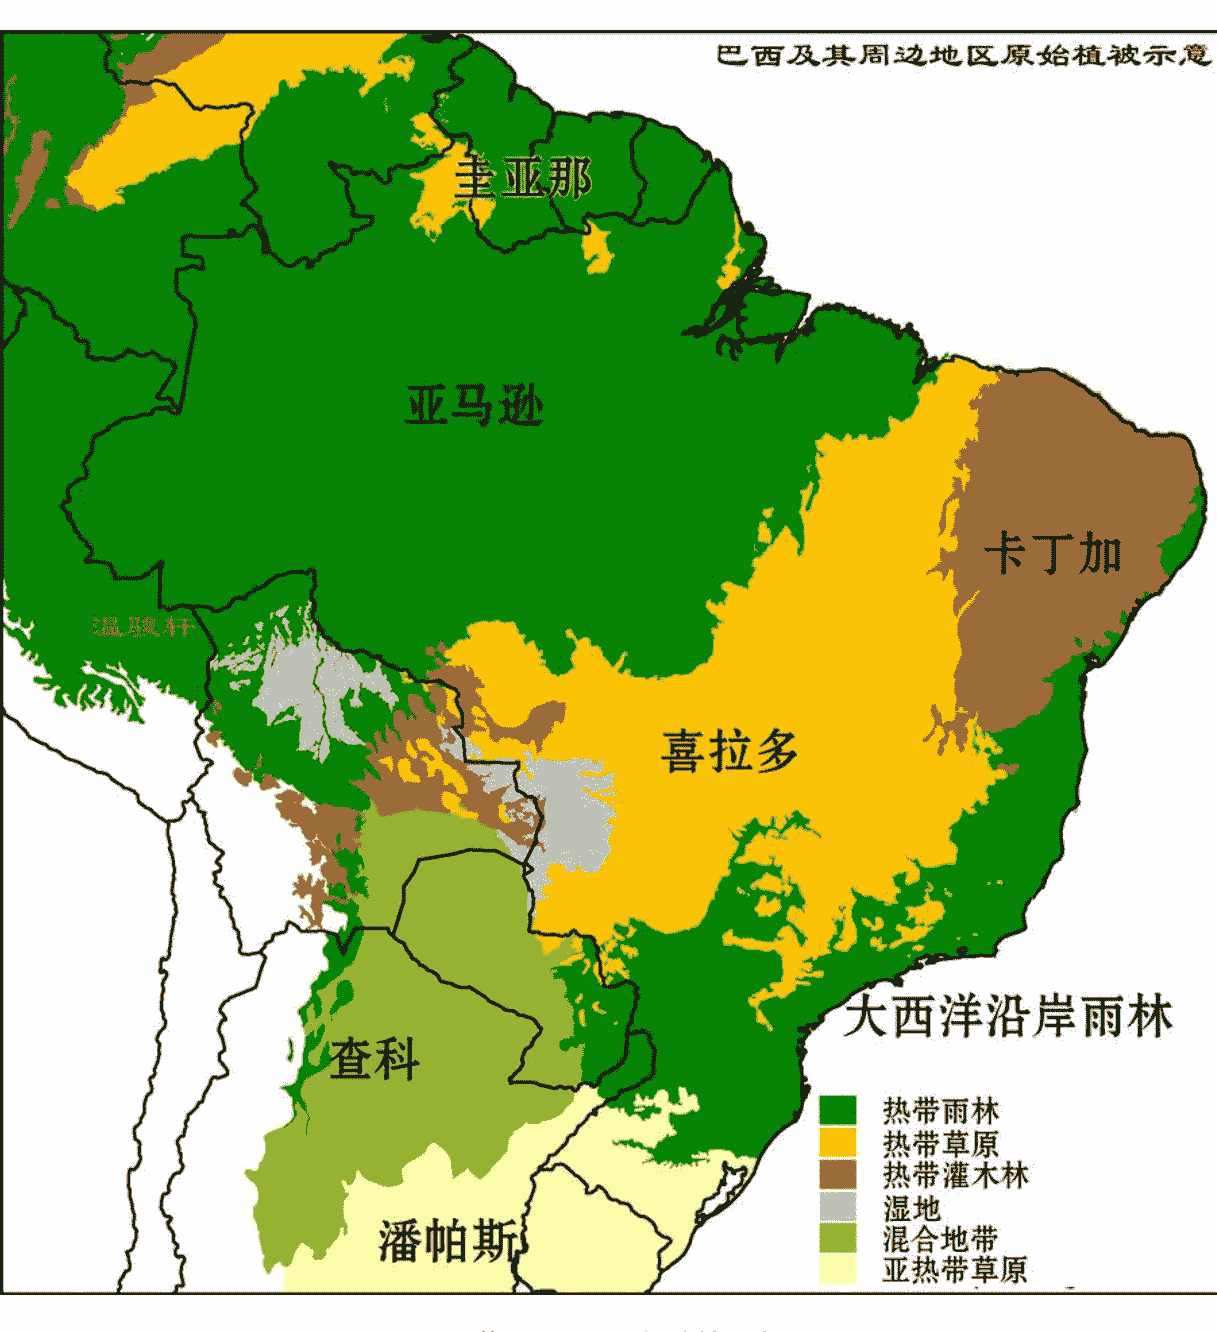 巴西及其周边地区原始植被示意
圭亚那
亚马逊
卡丁加
温骏轩
喜拉多
大西洋沿岸雨林
查科
潘帕斯
热带雨林
热带草原
热带灌木林
湿地
混合地带
亚热带草原